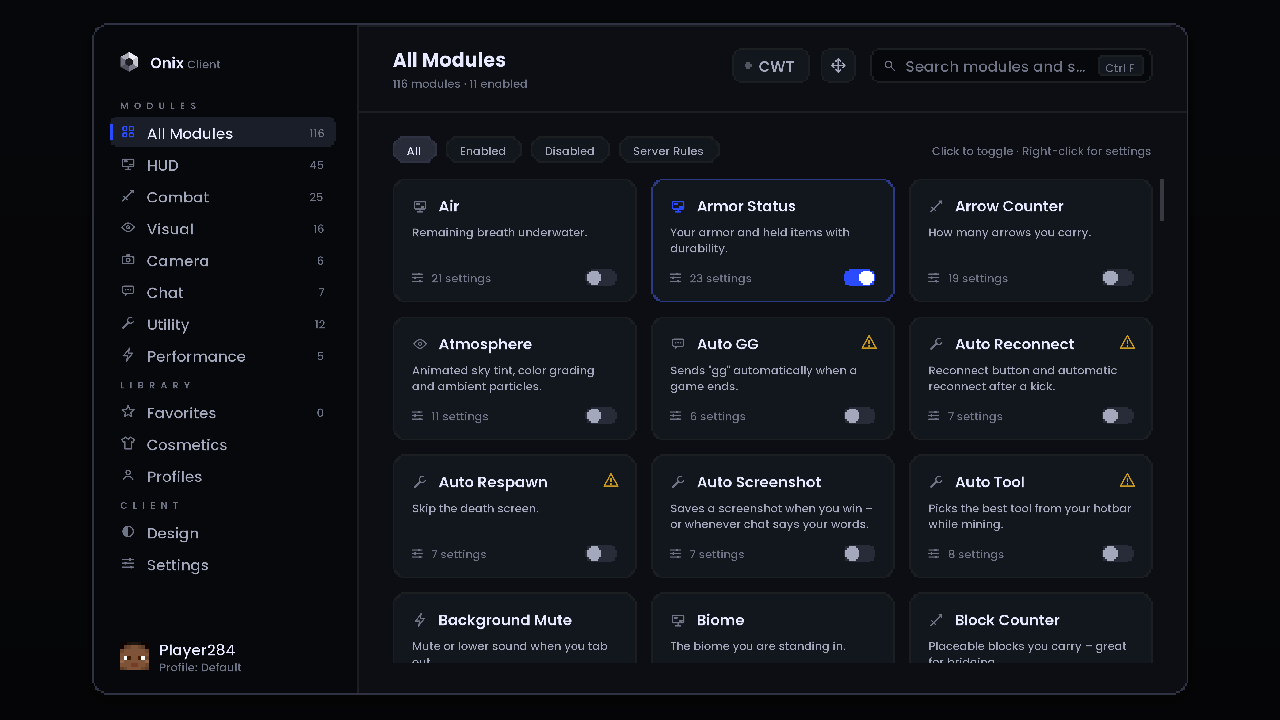 Onix Client
MODULES
All Modules 116
HUD 45
Combat 25
Visual 16
Camera 6
Chat 7
Utility 12
Performance 5
LIBRARY
Favorites 0
Cosmetics
Profiles
CLIENT
Design
Settings
Player284
Profile: Default
All Modules
116 modules · 11 enabled
CWT
Search modules and s... Ctrl F
All Enabled Disabled Server Rules
Click to toggle · Right-click for settings
Air
Remaining breath underwater.
21 settings
Armor Status
Your armor and held items with
durability.
23 settings
Arrow Counter
How many arrows you carry.
19 settings
Atmosphere
Animated sky tint, color grading
and ambient particles.
11 settings
Auto GG
Sends "gg" automatically when a
game ends.
6 settings
Auto Reconnect
Reconnect button and automatic
reconnect after a kick.
7 settings
Auto Respawn
Skip the death screen.
7 settings
Auto Screenshot
Saves a screenshot when you win –
or whenever chat says your words.
7 settings
Auto Tool
Picks the best tool from your hotbar
while mining.
8 settings
Background Mute
Mute or lower sound when you tab
out.
Biome
The biome you are standing in.
Block Counter
Placeable blocks you carry – great
for bridging.